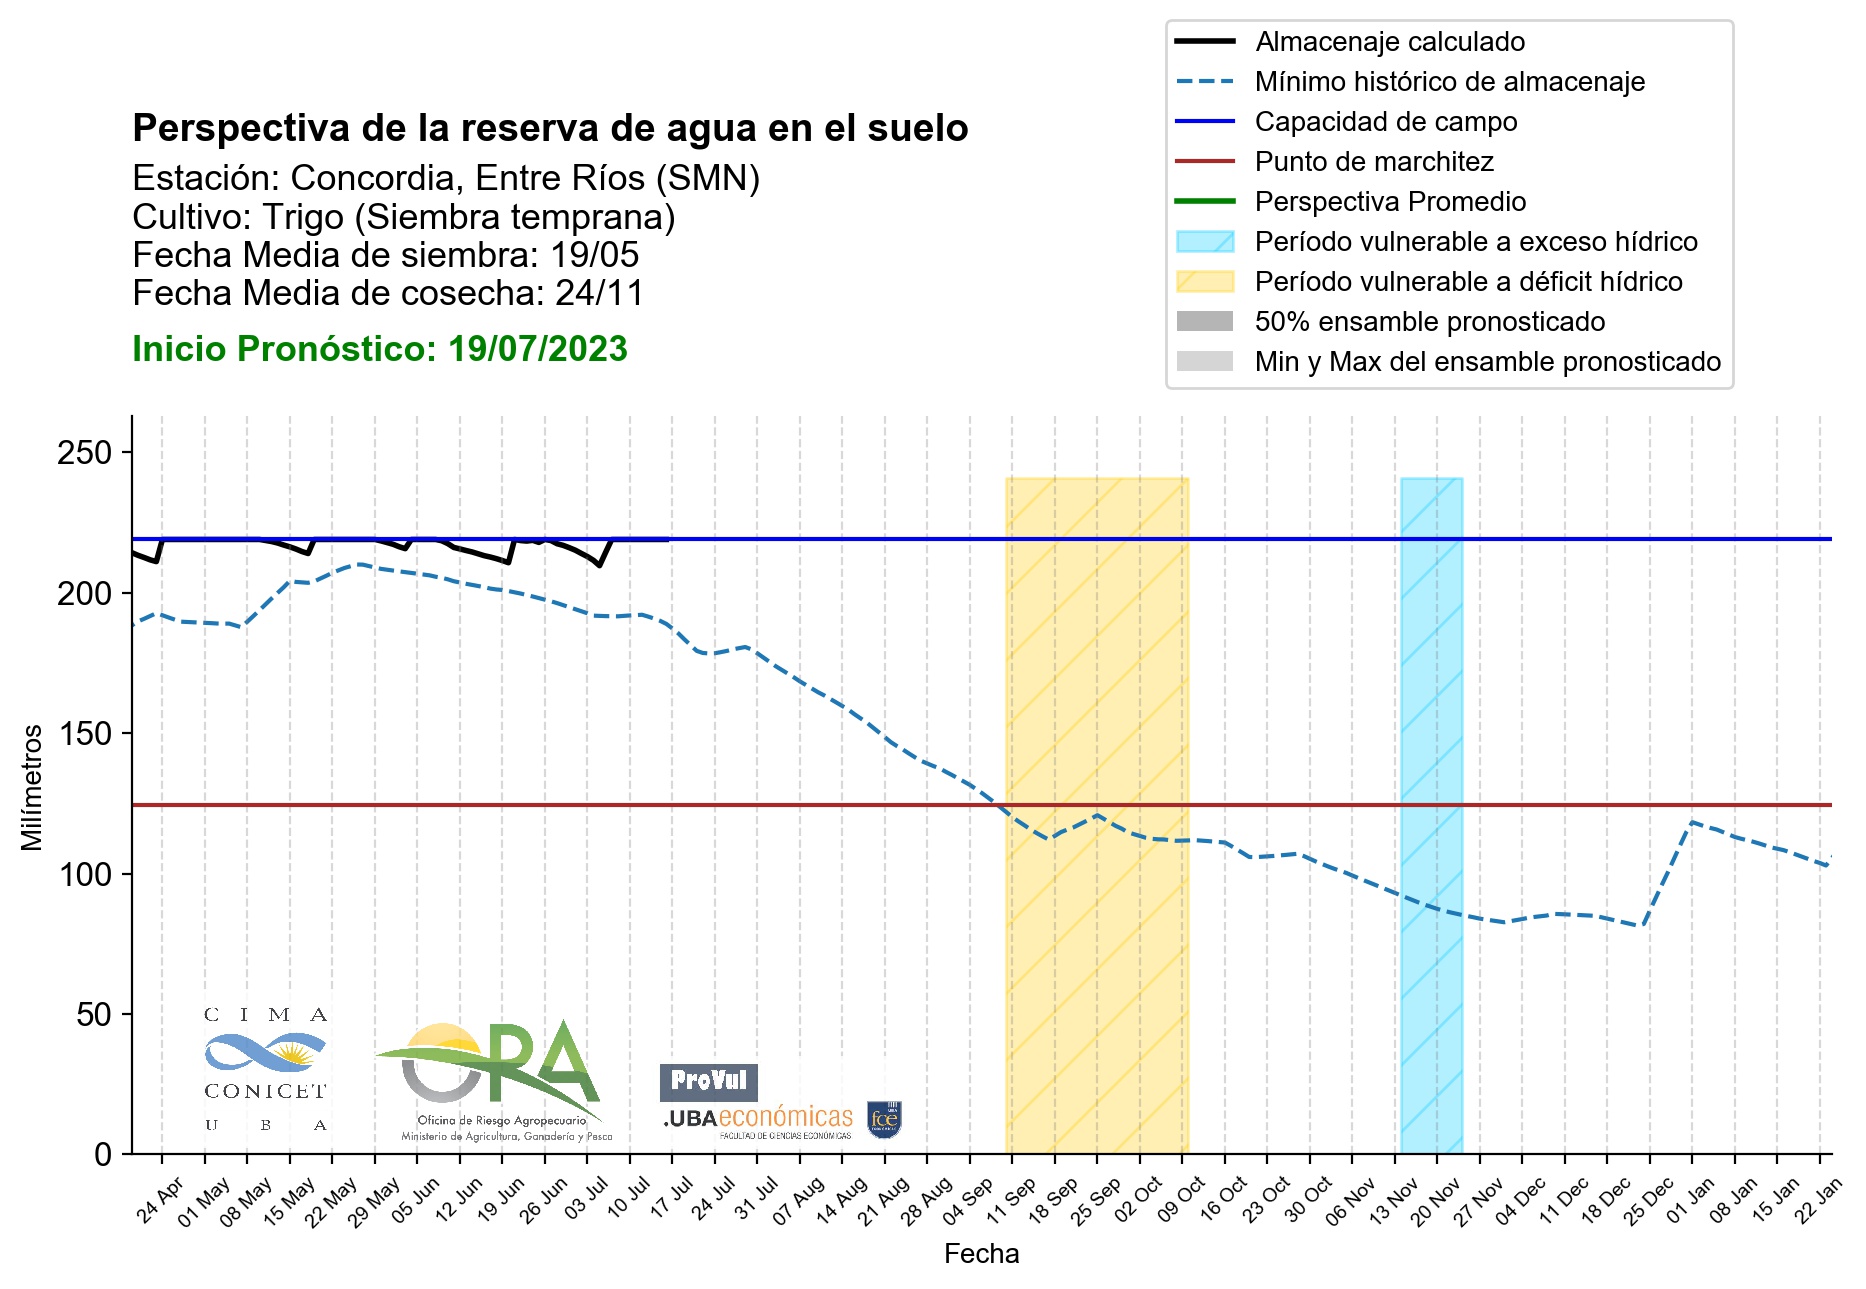 Almacenaje calculado
Mínimo histórico de almacenaje
Capacidad de campo
Punto de marchitez
Perspectiva Promedio
Período vulnerable a exceso hídrico
Período vulnerable a déficit hídrico
50% ensamble pronosticado
Min y Max del ensamble pronosticado
Perspectiva de la reserva de agua en el suelo
Estación: Concordia, Entre Ríos (SMN)
Cultivo: Trigo (Siembra temprana)
Fecha Media de siembra: 19/05
Fecha Media de cosecha: 24/11
Inicio Pronóstico: 19/07/2023
250
200
150
100
50
0
Milímetros
CIMA
CONICET
UBA
ORA
Oficina de Riesgo Agropecuario
Ministerio de Agricultura, Ganadería y Pesca
ProVul
.UBAeconómicas
FACULTAD DE CIENCIAS ECONÓMICAS
fce
24 Apr
01 May
08 May
15 May
22 May
29 May
05 Jun
12 Jun
19 Jun
26 Jun
03 Jul
10 Jul
17 Jul
24 Jul
31 Jul
07 Aug
14 Aug
21 Aug
28 Aug
04 Sep
11 Sep
18 Sep
25 Sep
02 Oct
09 Oct
16 Oct
23 Oct
30 Oct
06 Nov
13 Nov
20 Nov
27 Nov
04 Dec
11 Dec
18 Dec
25 Dec
01 Jan
08 Jan
15 Jan
22 Jan
Fecha